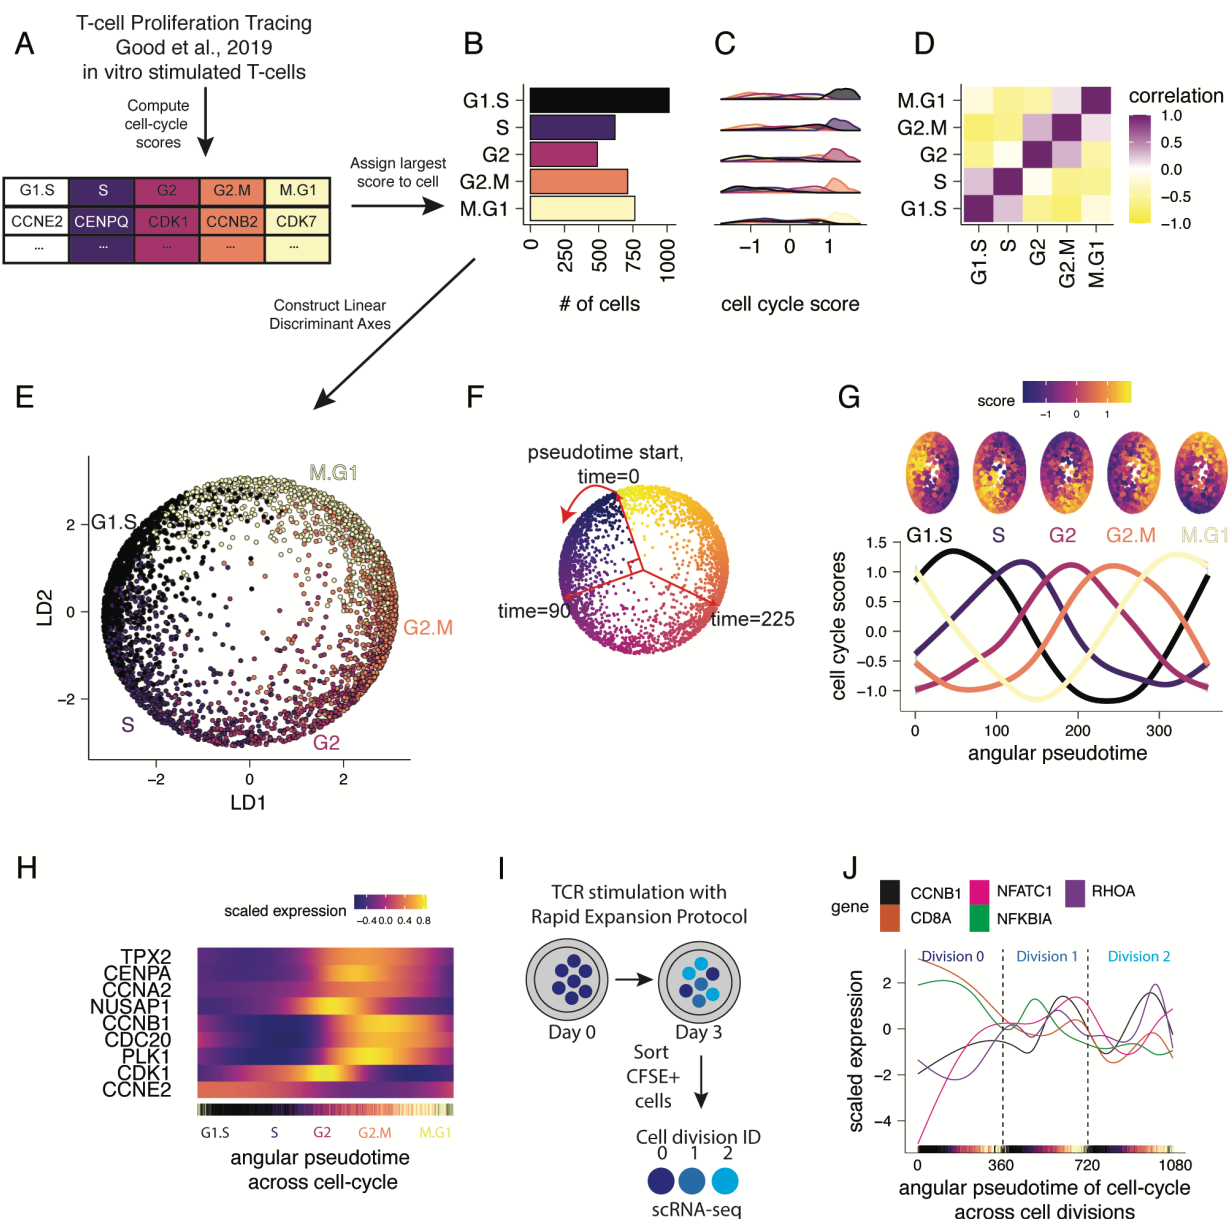 A
T-cell Proliferation Tracing
Good et al., 2019
in vitro stimulated T-cells
Compute
cell-cycle
scores
G1.S S G2 G2.M M.G1
CCNE2 CENPQ CDK1 CCNB2 CDK7
... ... ... ... ...
Assign largest
score to cell
Construct Linear
Discriminant Axes
B
G1.S
S
G2
G2.M
M.G1
0 250 500 750 1000
# of cells
C
−1 0 1
cell cycle score
D
M.G1
G2.M
G2
S
G1.S
G1.S S G2 G2.M M.G1
correlation
1.0
0.5
0.0
−0.5
−1.0
E
M.G1
G1.S
G2.M
S
G2
2
0
−2
LD2
−2 0 2
LD1
F
pseudotime start,
time=0
time=90
time=225
G
score
−1 0 1
G1.S S G2 G2.M M.G1
1.5
1.0
0.5
0.0
−0.5
−1.0
cell cycle scores
0 100 200 300
angular pseudotime
H
scaled expression
−0.4 0.0 0.4 0.8
TPX2
CENPA
CCNA2
NUSAP1
CCNB1
CDC20
PLK1
CDK1
CCNE2
G1.S S G2 G2.M M.G1
angular pseudotime
across cell-cycle
I
TCR stimulation with
Rapid Expansion Protocol
Day 0 Day 3
Sort
CFSE+
cells
Cell division ID
0 1 2
scRNA-seq
J
gene
CCNB1 NFATC1 RHOA
CD8A NFKBIA
Division 0 Division 1 Division 2
2
0
−2
−4
scaled expression
0 360 720 1080
angular pseudotime of cell-cycle
across cell divisions